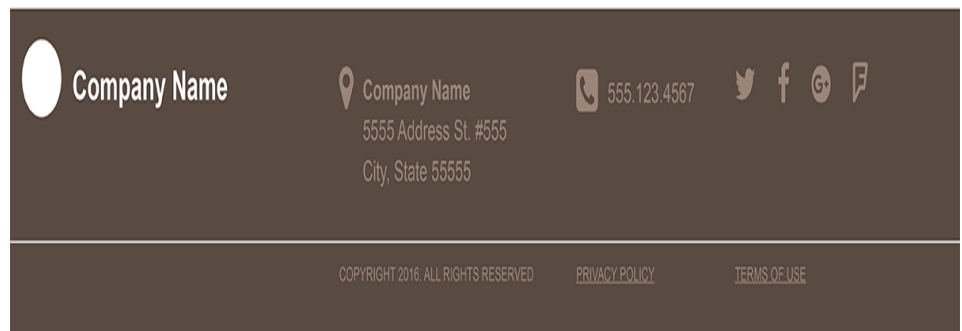 Company Name
Company Name
5555 Address St. #555
City, State 55555
555.123.4567
COPYRIGHT 2016. ALL RIGHTS RESERVED
PRIVACY POLICY
TERMS OF USE